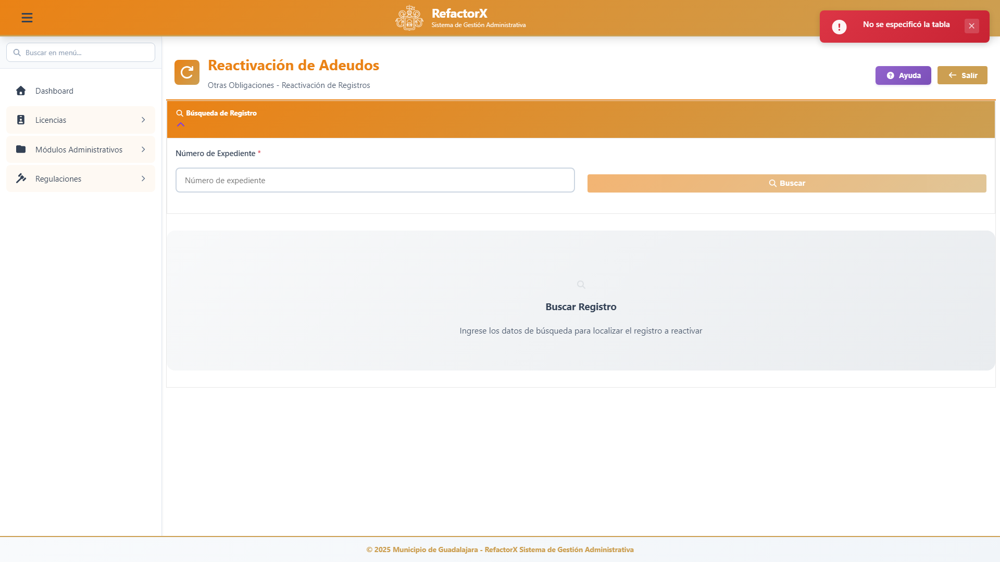 RefactorX
Sistema de Gestión Administrativa
No se especificó la tabla
Buscar en menú...
Dashboard
Licencias
Módulos Administrativos
Regulaciones
Reactivación de Adeudos
Otras Obligaciones - Reactivación de Registros
Ayuda
Salir
Búsqueda de Registro
Número de Expediente *
Número de expediente
Buscar
Buscar Registro
Ingrese los datos de búsqueda para localizar el registro a reactivar
© 2025 Municipio de Guadalajara - RefactorX Sistema de Gestión Administrativa